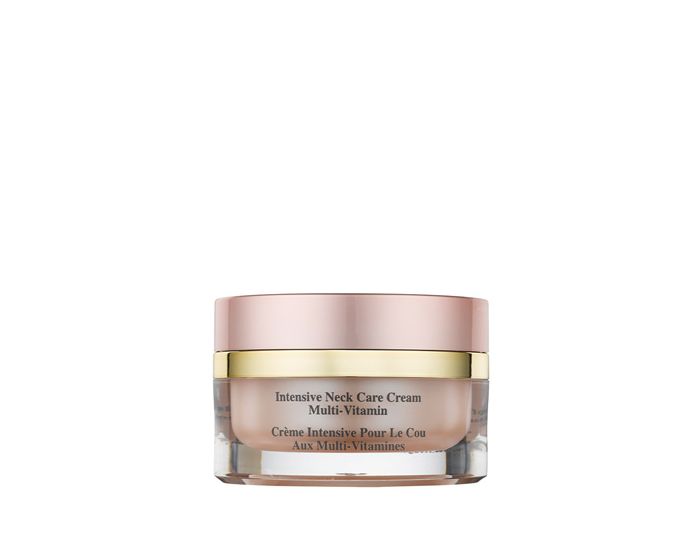 Intensive Neck Care Cream
Multi-Vitamin
Crème Intensive Pour Le Cou
Aux Multi-Vitamines